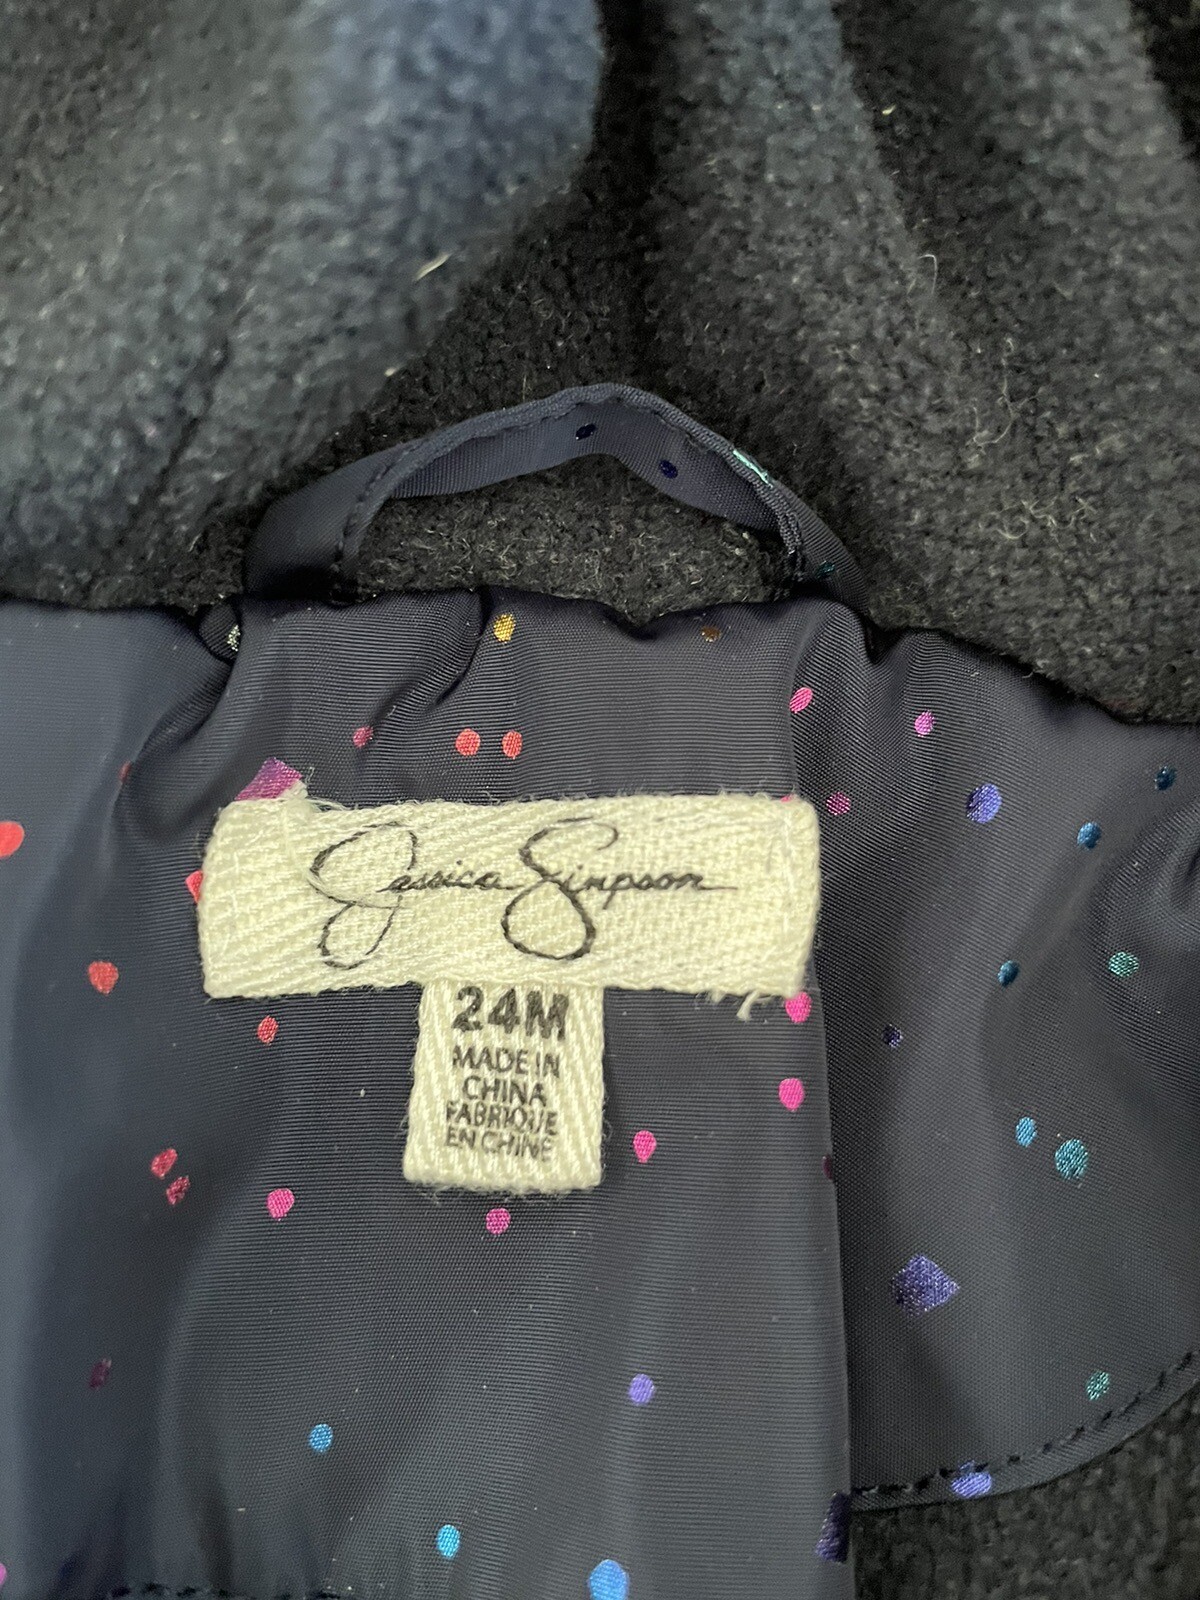 Jessica Simpson
24M
MADE IN
CHINA
FABRIQUE
EN CHINE